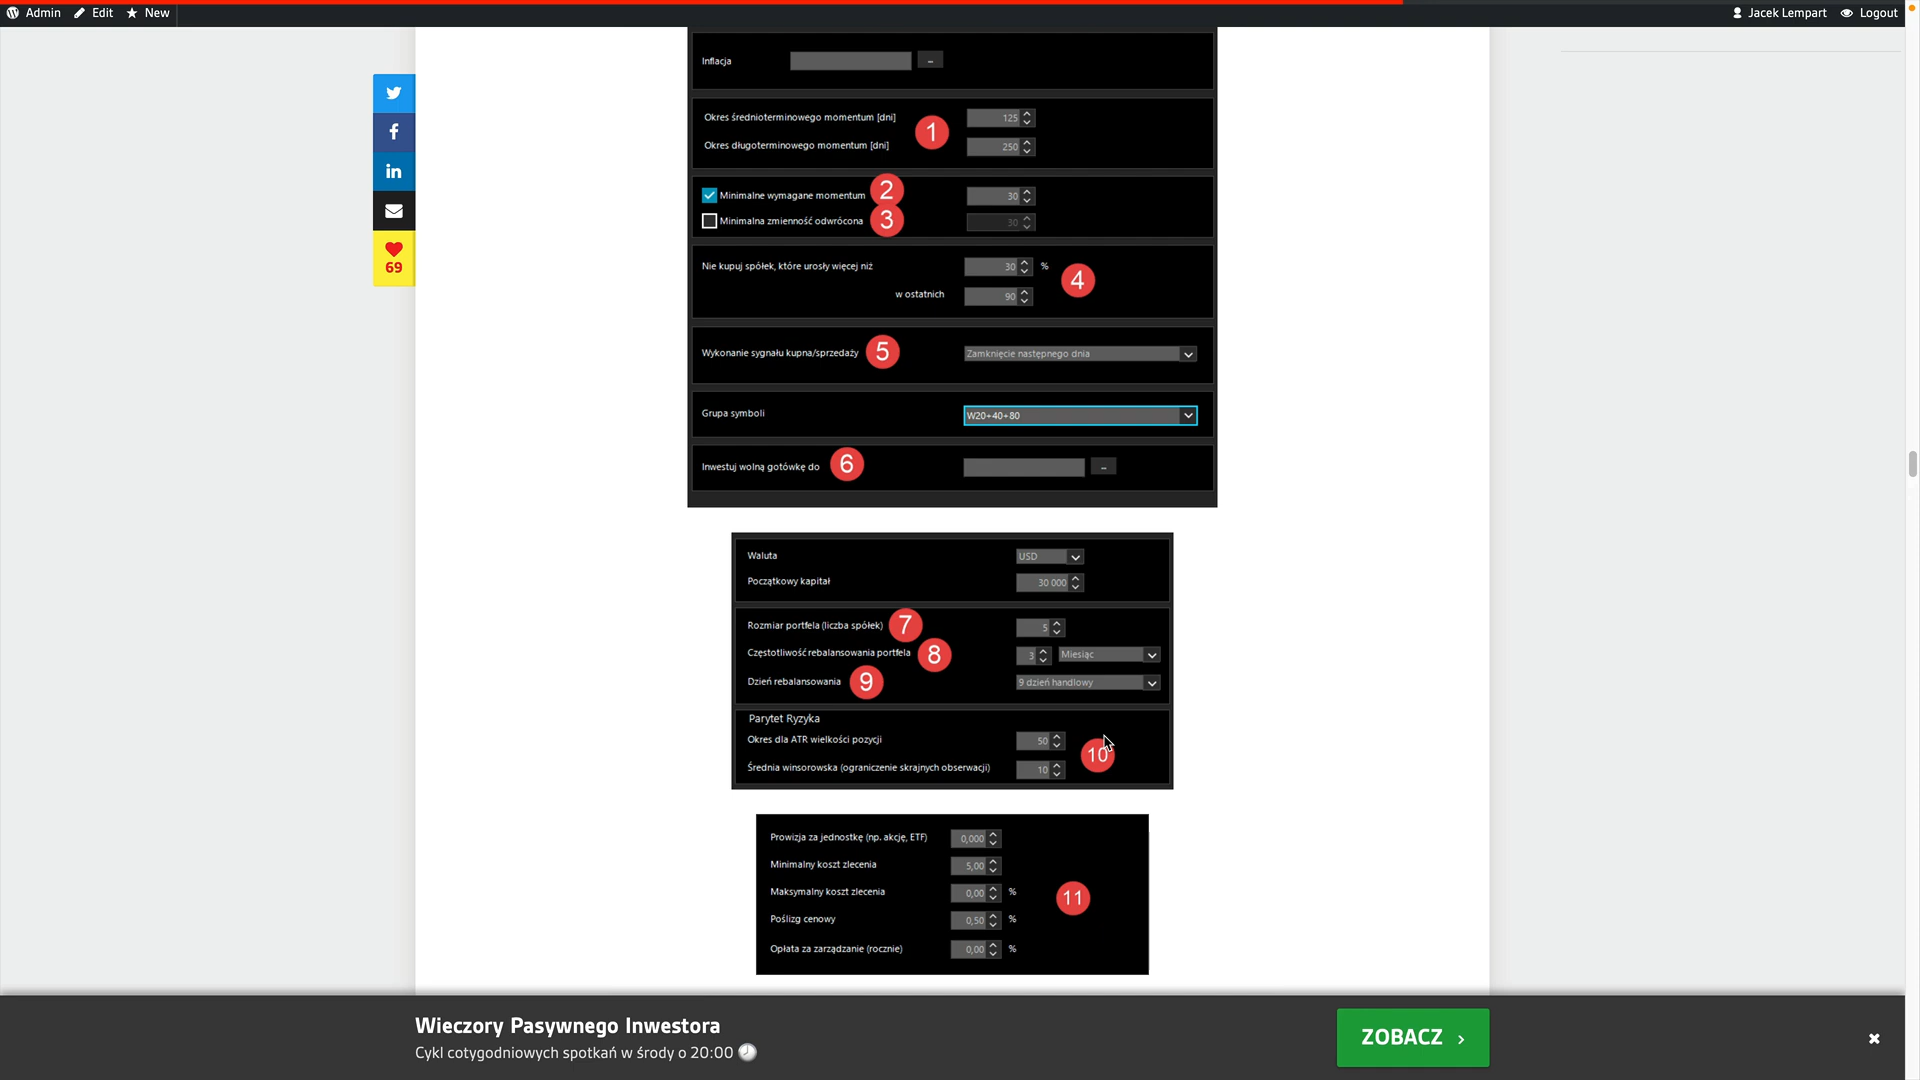 Admin Edit New Jacek Lempart Logout
Inflacja ...
Okres średnioterminowego momentum [dni] 1 125
Okres długoterminowego momentum [dni] 250
Minimalne wymagane momentum 2 30
Minimalna zmienność odwrócona 3 30
Nie kupuj spółek, które urosły więcej niż 30 % 4
w ostatnich 90
69
Wykonanie sygnału kupna/sprzedaży 5 Zamknięcie następnego dnia
Grupa symboli W20+40+80
Inwestuj wolną gotówkę do 6 ...
Waluta USD
Początkowy kapitał 30 000
Rozmiar portfela (liczba spółek) 7 5
Częstotliwość rebalansowania portfela 8 3 Miesiąc
Dzień rebalansowania 9 9 dzień handlowy
Parytet Ryzyka
Okres dla ATR wielkości pozycji 50 10
Średnia winsorowska (ograniczenie skrajnych obserwacji) 10
Prowizja za jednostkę (np. akcję, ETF) 0,000
Minimalny koszt zlecenia 5,00
Maksymalny koszt zlecenia 0,00 % 11
Poślizg cenowy 0,50 %
Opłata za zarządzanie (rocznie) 0,00 %
Wieczory Pasywnego Inwestora
Cykl cotygodniowych spotkań w środy o 20:00
ZOBACZ